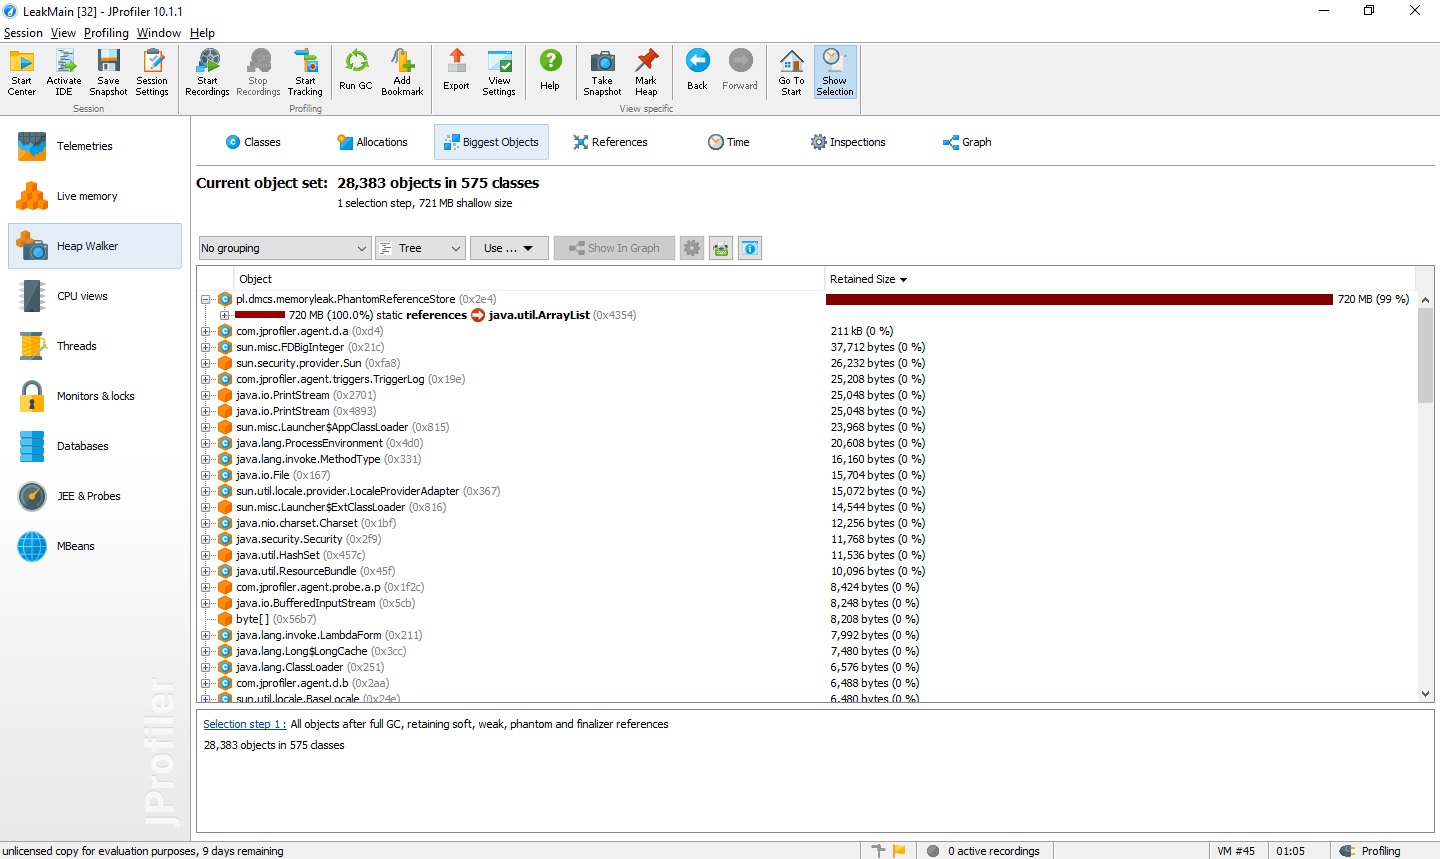 LeakMain [32] - JProfiler 10.1.1
Session View Profiling Window Help
Start Center
Activate IDE
Save Snapshot
Session Settings
Start Recordings
Stop Recordings
Start Tracking
Run GC
Add Bookmark
Export
View Settings
Help
Take Snapshot
Mark Heap
Back
Forward
Go To Start
Show Selection
Session
Profiling
View specific
Telemetries
Live memory
Heap Walker
CPU views
Threads
Monitors & locks
Databases
JEE & Probes
MBeans
JProfiler
Classes
Allocations
Biggest Objects
References
Time
Inspections
Graph
Current object set: 28,383 objects in 575 classes
1 selection step, 721 MB shallow size
No grouping
Tree
Use ...
Show In Graph
Object Retained Size
pl.dmcs.memoryleak.PhantomReferenceStore (0x2e4) 720 MB (99 %)
720 MB (100.0%) static references java.util.ArrayList (0x4354)
com.jprofiler.agent.d.a (0xd4) 211 kB (0 %)
sun.misc.FDBigInteger (0x21c) 37,712 bytes (0 %)
sun.security.provider.Sun (0xfa8) 26,232 bytes (0 %)
com.jprofiler.agent.triggers.TriggerLog (0x19e) 25,208 bytes (0 %)
java.io.PrintStream (0x2701) 25,048 bytes (0 %)
java.io.PrintStream (0x4893) 25,048 bytes (0 %)
sun.misc.Launcher$AppClassLoader (0x815) 23,968 bytes (0 %)
java.lang.ProcessEnvironment (0x4d0) 20,608 bytes (0 %)
java.lang.invoke.MethodType (0x331) 16,160 bytes (0 %)
java.io.File (0x167) 15,704 bytes (0 %)
sun.util.locale.provider.LocaleProviderAdapter (0x367) 15,072 bytes (0 %)
sun.misc.Launcher$ExtClassLoader (0x816) 14,544 bytes (0 %)
java.nio.charset.Charset (0x1bf) 12,256 bytes (0 %)
java.security.Security (0x2f9) 11,768 bytes (0 %)
java.util.HashSet (0x457c) 11,536 bytes (0 %)
java.util.ResourceBundle (0x45f) 10,096 bytes (0 %)
com.jprofiler.agent.probe.a.p (0x1f2c) 8,424 bytes (0 %)
java.io.BufferedInputStream (0x5cb) 8,248 bytes (0 %)
byte[] (0x56b7) 8,208 bytes (0 %)
java.lang.invoke.LambdaForm (0x211) 7,992 bytes (0 %)
java.lang.Long$LongCache (0x3cc) 7,480 bytes (0 %)
java.lang.ClassLoader (0x251) 6,576 bytes (0 %)
com.jprofiler.agent.d.b (0x2aa) 6,488 bytes (0 %)
sun.util.locale.BaseLocale (0x24e) 6,480 bytes (0 %)
Selection step 1 : All objects after full GC, retaining soft, weak, phantom and finalizer references
28,383 objects in 575 classes
unlicensed copy for evaluation purposes, 9 days remaining
0 active recordings
VM #45
01:05
Profiling